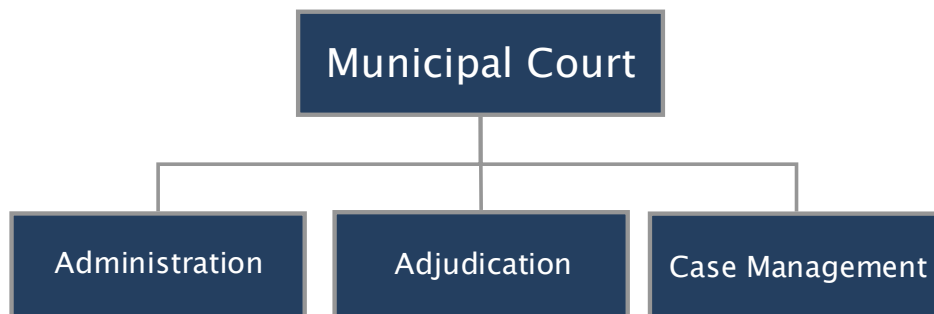 Municipal Court
Administration
Adjudication
Case Management